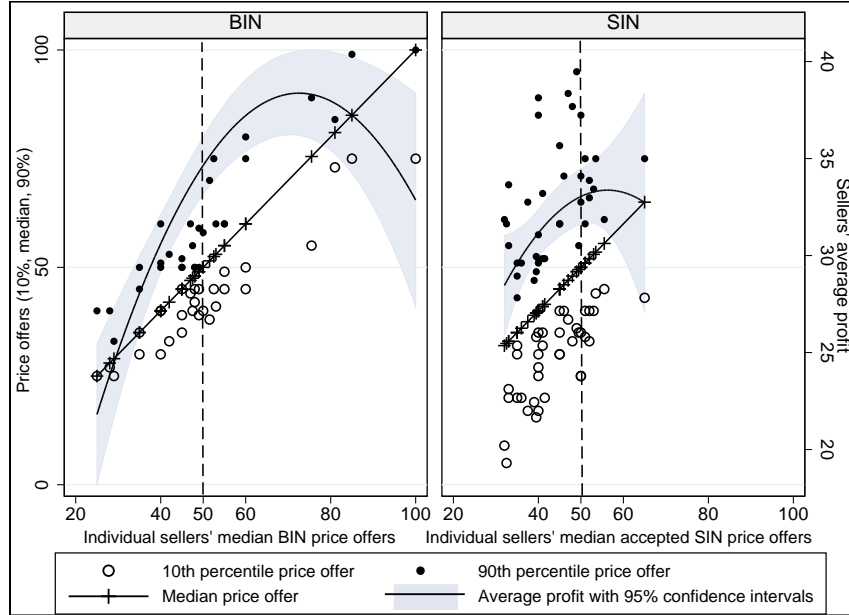 BIN
SIN
Price offers (10%, median, 90%)
100
50
0
40
35
30
25
20
Sellers' average profit
20 40 50 60 80 100
20 40 50 60 80 100
Individual sellers' median BIN price offers
Individual sellers' median accepted SIN price offers
10th percentile price offer
90th percentile price offer
Median price offer
Average profit with 95% confidence intervals